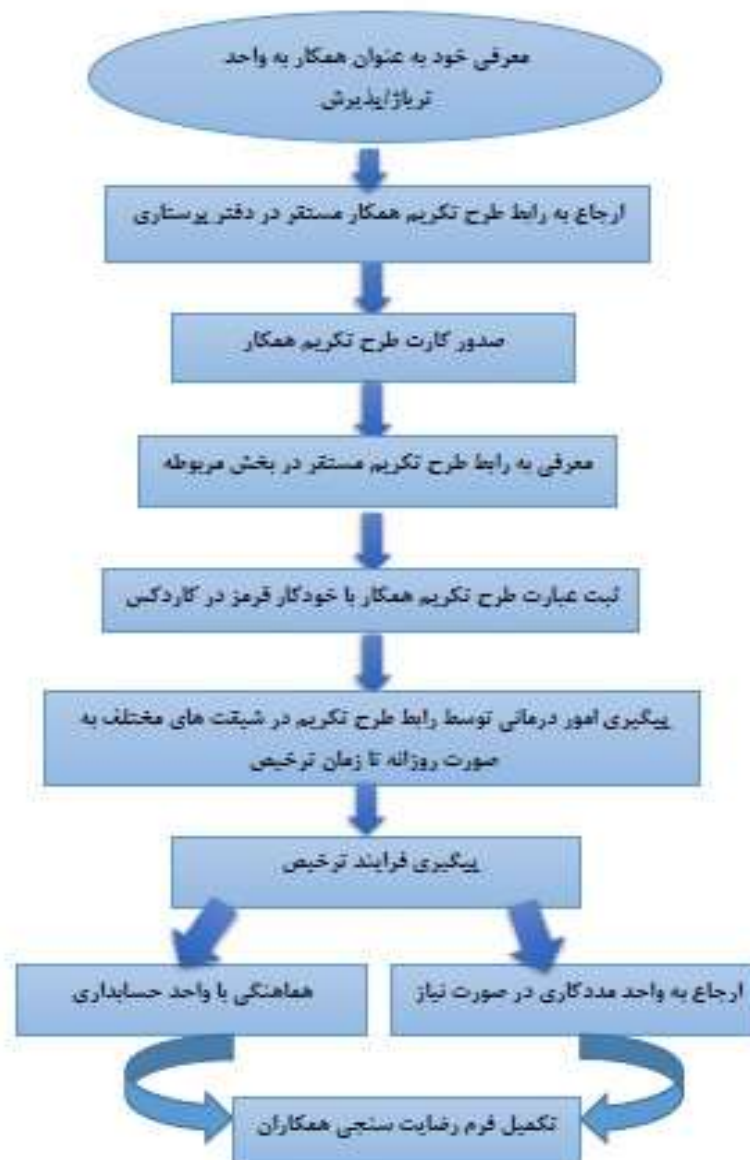 معرفی خود به عنوان همکار به واحد
تریاژ/پذیرش
ارجاع به رابط طرح تکریم همکار مستقر در دفتر پرستاری
صدور کارت طرح تکریم همکار
معرفی به رابط طرح تکریم مستقر در بخش مربوطه
ثبت عبارت طرح تکریم همکار با خودکار قرمز در کاردکس
پیگیری امور درمانی توسط رابط طرح تکریم در شیفت های مختلف به
صورت روزانه تا زمان ترخیص
پیگیری فرایند ترخیص
ارجاع به واحد مددکاری در صورت نیاز
هماهنگی با واحد حسابداری
تکمیل فرم رضایت سنجی همکاران